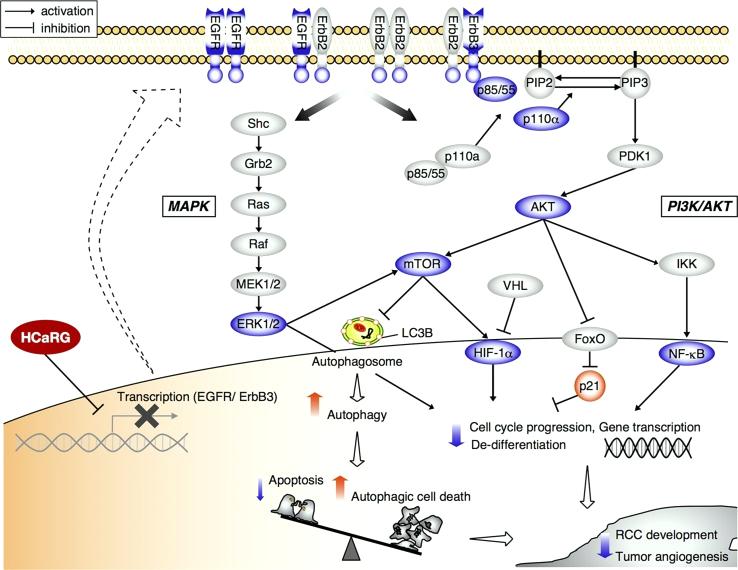 activation
inhibition
EGFR
EGFR
EGFR
ErbB2
ErbB2
ErbB2
ErbB2
ErbB3
p85/55
PIP2
PIP3
p110α
Shc
p110a
p85/55
Grb2
PDK1
MAPK
Ras
AKT
PI3K/AKT
Raf
mTOR
IKK
MEK1/2
VHL
ERK1/2
LC3B
HCaRG
FoxO
Autophagosome
HIF-1α
NF-κB
p21
Transcription (EGFR/ ErbB3)
Autophagy
Cell cycle progression, Gene transcription
De-differentiation
Apoptosis
Autophagic cell death
RCC development
Tumor angiogenesis